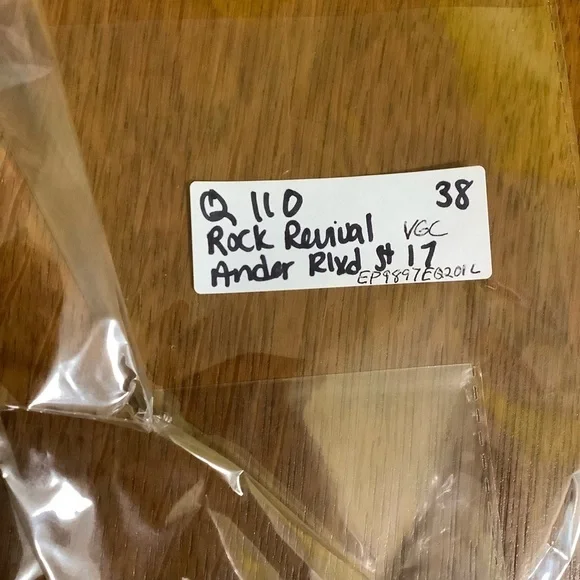 Q 110 38
Rock Revival VGC
Ander Rlxd St 17
EP9897EQ201L